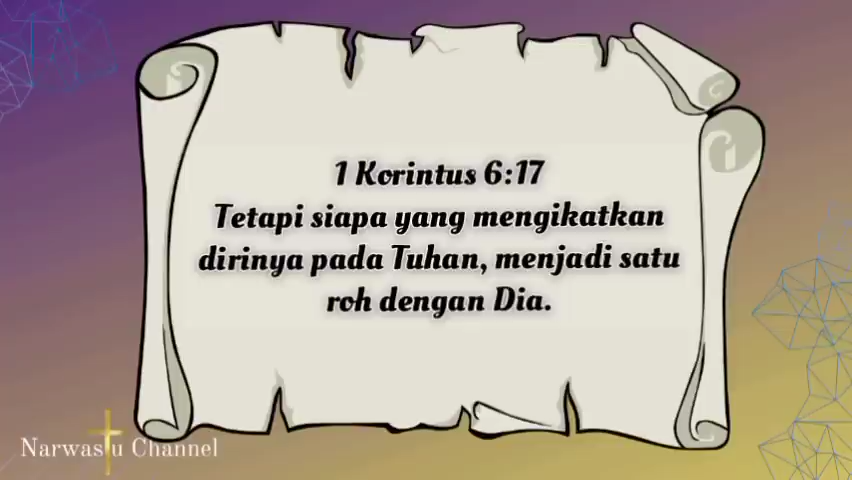 1 Korintus 6:17
Tetapi siapa yang mengikatkan
dirinya pada Tuhan, menjadi satu
roh dengan Dia.
Narwastu Channel